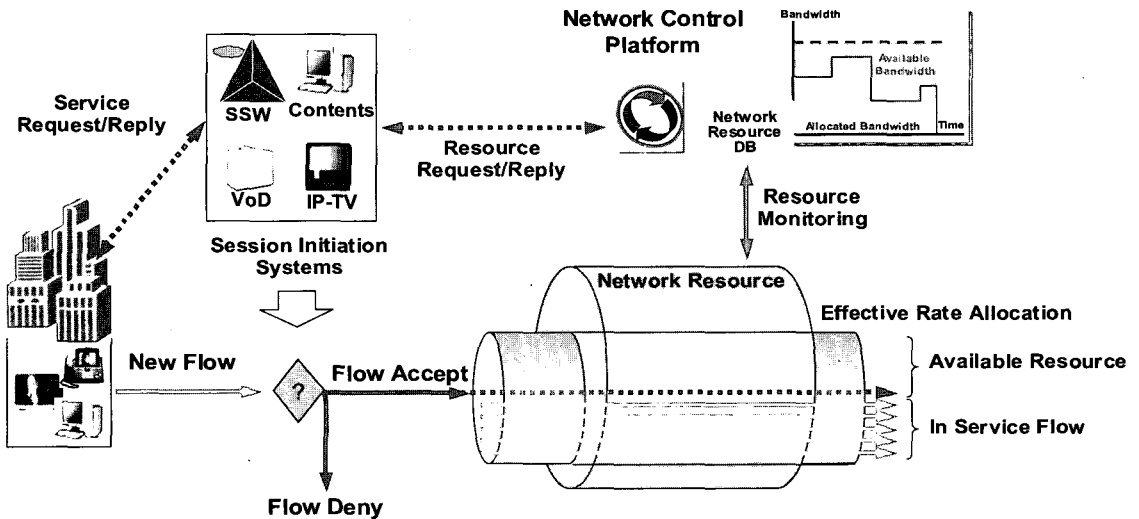 Network Control
Platform
Bandwidth
Available
Bandwidth
Allocated Bandwidth
Time
Network
Resource
DB
Service
Request/Reply
SSW
Contents
VoD
IP-TV
Resource
Request/Reply
Resource
Monitoring
Session Initiation
Systems
Network Resource
Effective Rate Allocation
New Flow
?
Flow Accept
Available Resource
In Service Flow
Flow Deny